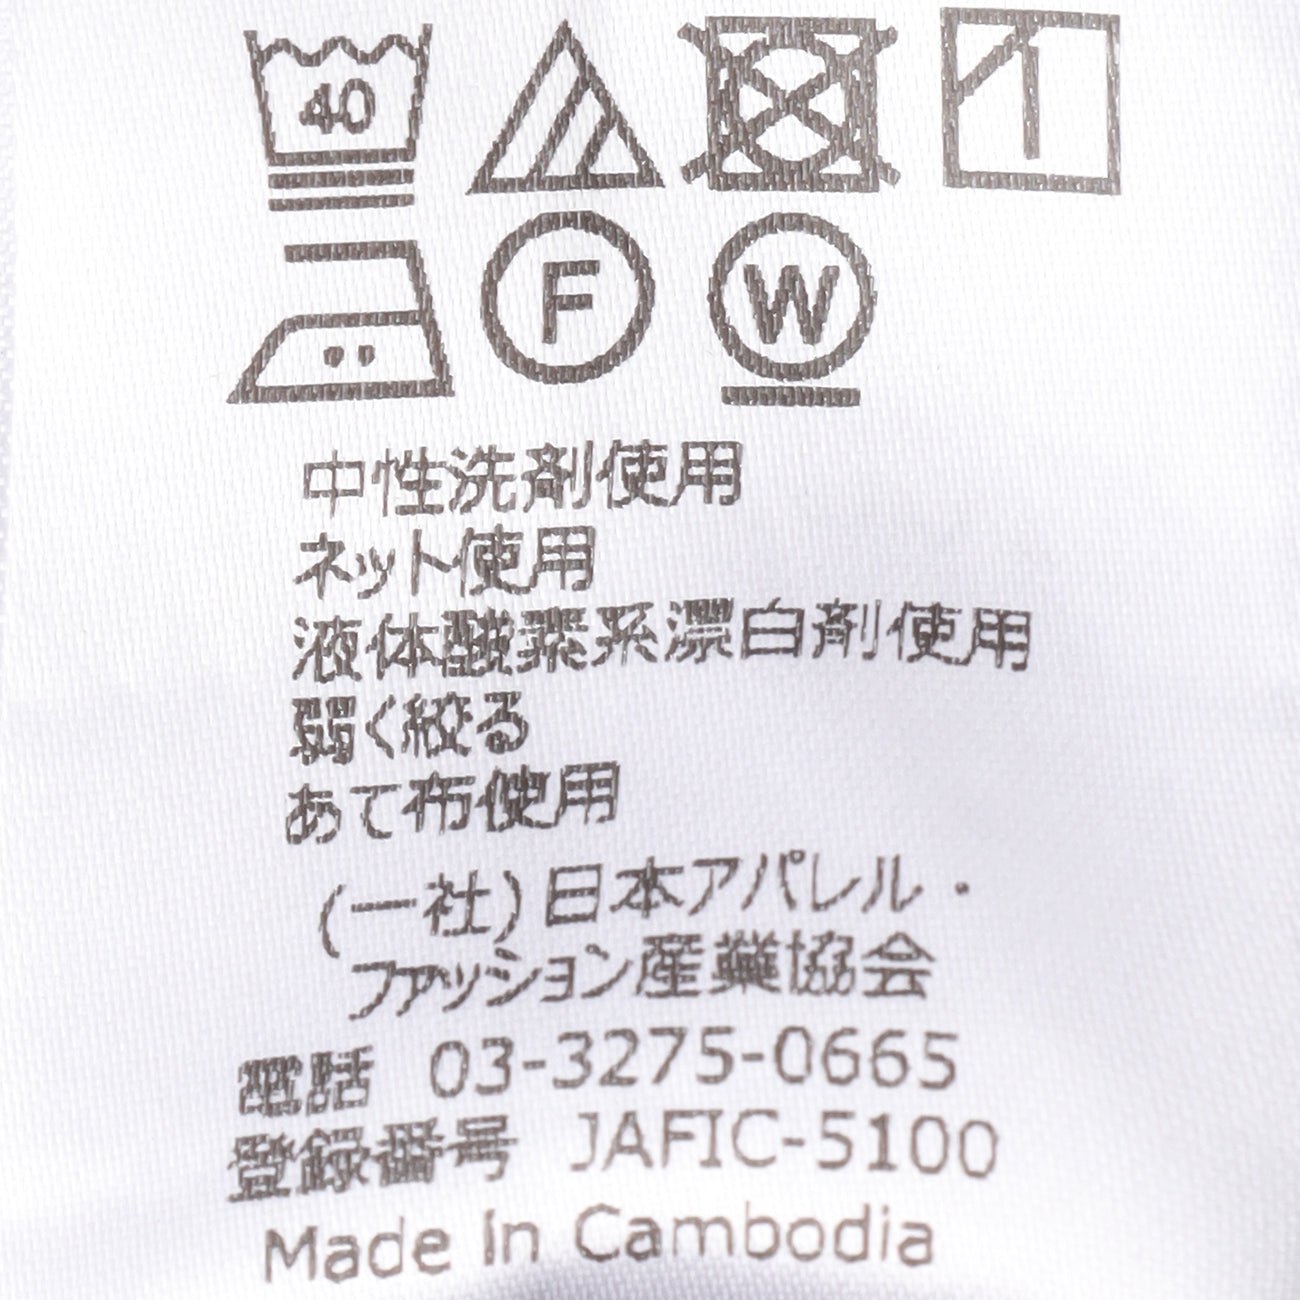 40
F W
中性洗剤使用
ネット使用
液体酸素系漂白剤使用
弱く絞る
あて布使用
(一社)日本アパレル・
ファッション産業協会
電話 03-3275-0665
登録番号 JAFIC-5100
Made in Cambodia